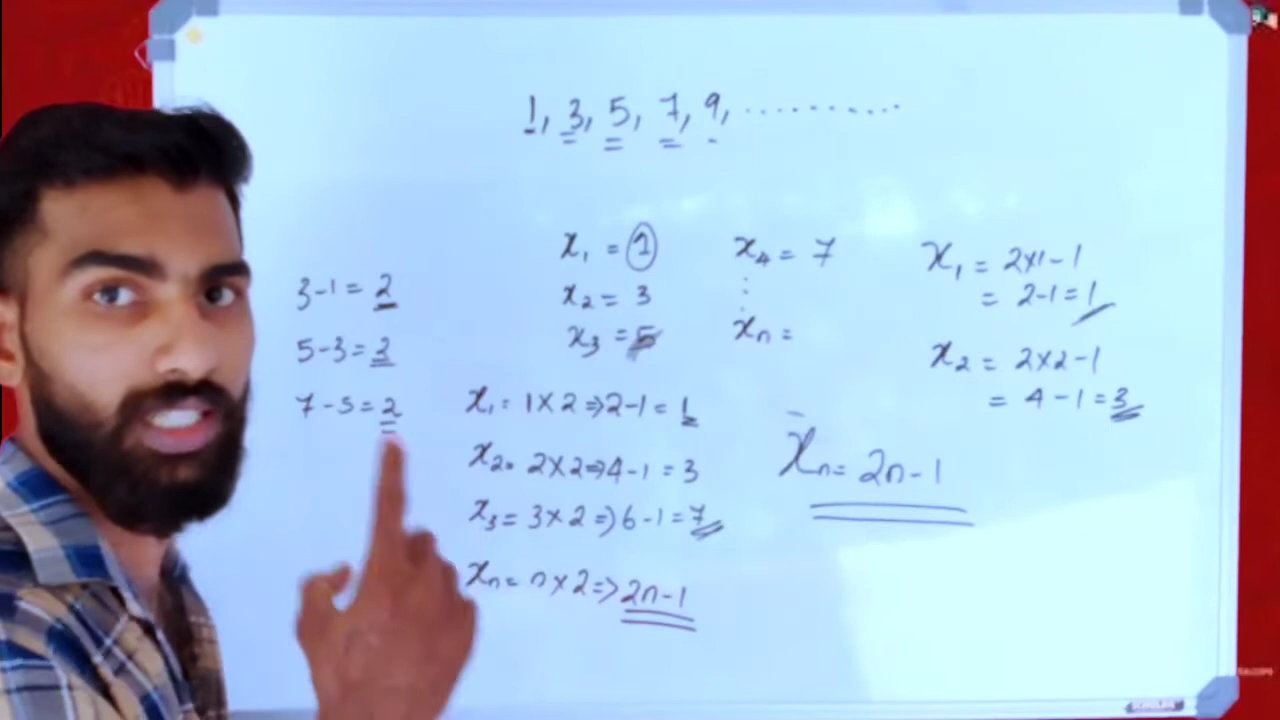 1, 3, 5, 7, 9, ..........
3-1 = 2
5-3 = 2
7-5 = 2
x₁ = 1
x₂ = 3
x₃ = 5
x₄ = 7
⋮
xₙ =
x₁ = 2×1-1
= 2-1 = 1
x₂ = 2×2-1
= 4-1 = 3
x₁ = 1×2 ⇒ 2-1 = 1
x₂ = 2×2 ⇒ 4-1 = 3
x₃ = 3×2 ⇒ 6-1 = 7
xₙ = n×2 ⇒ 2n-1
xₙ = 2n-1